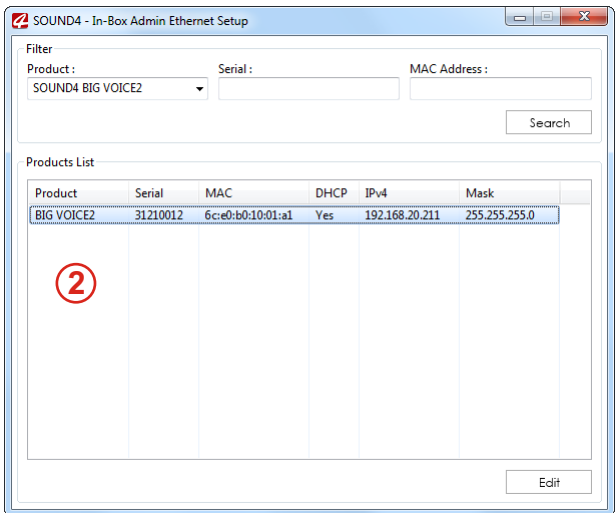 SOUND4 - In-Box Admin Ethernet Setup
Filter
Product : Serial : MAC Address :
SOUND4 BIG VOICE2
Search
Products List
Product Serial MAC DHCP IPv4 Mask
BIG VOICE2 31210012 6c:e0:b0:10:01:a1 Yes 192.168.20.211 255.255.255.0
2
Edit